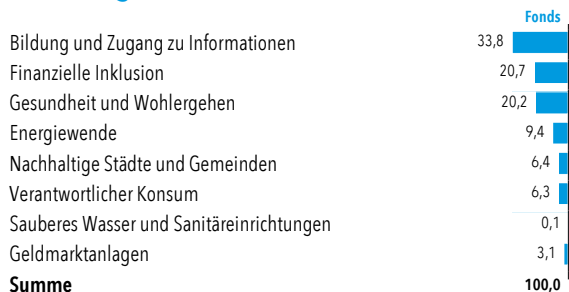 Fonds
Bildung und Zugang zu Informationen 33,8
Finanzielle Inklusion 20,7
Gesundheit und Wohlergehen 20,2
Energiewende 9,4
Nachhaltige Städte und Gemeinden 6,4
Verantwortlicher Konsum 6,3
Sauberes Wasser und Sanitäreinrichtungen 0,1
Geldmarktanlagen 3,1
Summe 100,0